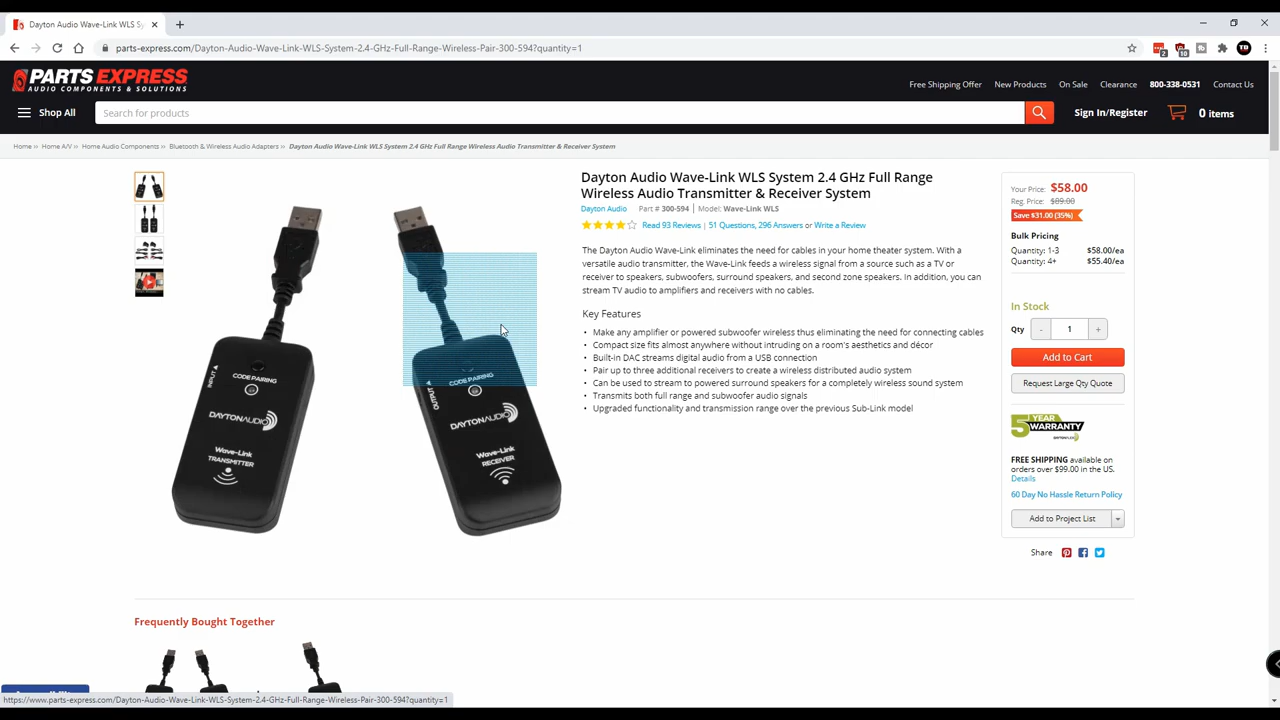 Dayton Audio Wave-Link WLS Sy
parts-express.com/Dayton-Audio-Wave-Link-WLS-System-2.4-GHz-Full-Range-Wireless-Pair-300-594?quantity=1
2
10
TB
PARTS EXPRESS
AUDIO COMPONENTS & SOLUTIONS
Free Shipping Offer New Products On Sale Clearance 800-338-0531 Contact Us
Shop All
Search for products
Sign In/Register
0 items
Home » Home A/V » Home Audio Components » Bluetooth & Wireless Audio Adapters » Dayton Audio Wave-Link WLS System 2.4 GHz Full Range Wireless Audio Transmitter & Receiver System
INPUT
CODE PAIRING
DAYTON AUDIO
Wave-Link
TRANSMITTER
OUTPUT
CODE PAIRING
DAYTON AUDIO
Wave-Link
RECEIVER
Dayton Audio Wave-Link WLS System 2.4 GHz Full Range
Wireless Audio Transmitter & Receiver System
Dayton Audio Part # 300-594 | Model: Wave-Link WLS
Read 93 Reviews | 51 Questions, 296 Answers or Write a Review
The Dayton Audio Wave-Link eliminates the need for cables in your home theater system. With a
versatile audio transmitter, the Wave-Link feeds a wireless signal from a source such as a TV or
receiver to speakers, subwoofers, surround speakers, and second zone speakers. In addition, you can
stream TV audio to amplifiers and receivers with no cables.
Key Features
• Make any amplifier or powered subwoofer wireless thus eliminating the need for connecting cables
• Compact size fits almost anywhere without intruding on a room's aesthetics and décor
• Built-in DAC streams digital audio from a USB connection
• Pair up to three additional receivers to create a wireless distributed audio system
• Can be used to stream to powered surround speakers for a completely wireless sound system
• Transmits both full range and subwoofer audio signals
• Upgraded functionality and transmission range over the previous Sub-Link model
Your Price: $58.00
Reg. Price: $89.00
Save $31.00 (35%)
Bulk Pricing
Quantity: 1-3 $58.00/ea
Quantity: 4+ $55.40/ea
In Stock
Qty - 1 +
Add to Cart
Request Large Qty Quote
5 YEAR
WARRANTY
FREE SHIPPING available on
orders over $99.00 in the US.
Details
60 Day No Hassle Return Policy
Add to Project List
Share
Frequently Bought Together
https://www.parts-express.com/Dayton-Audio-Wave-Link-WLS-System-2.4-GHz-Full-Range-Wireless-Pair-300-594?quantity=1